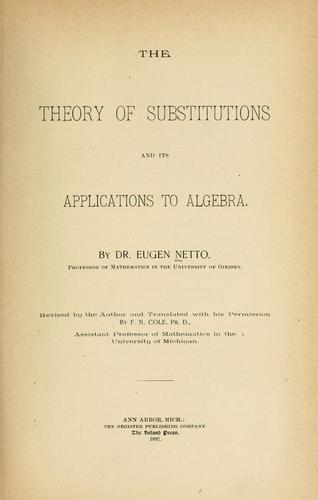 THE
THEORY OF SUBSTITUTIONS
AND ITS
APPLICATIONS TO ALGEBRA.
BY DR. EUGEN NETTO,
PROFESSOR OF MATHEMATICS IN THE UNIVERSITY OF GIESSEN.
Revised by the Author and Translated with his Permission
BY F. N. COLE, PH. D.,
Assistant Professor of Mathematics in the
University of Michigan.
ANN ARBOR, MICH.:
THE REGISTER PUBLISHING COMPANY.
The Inland Press.
1892.